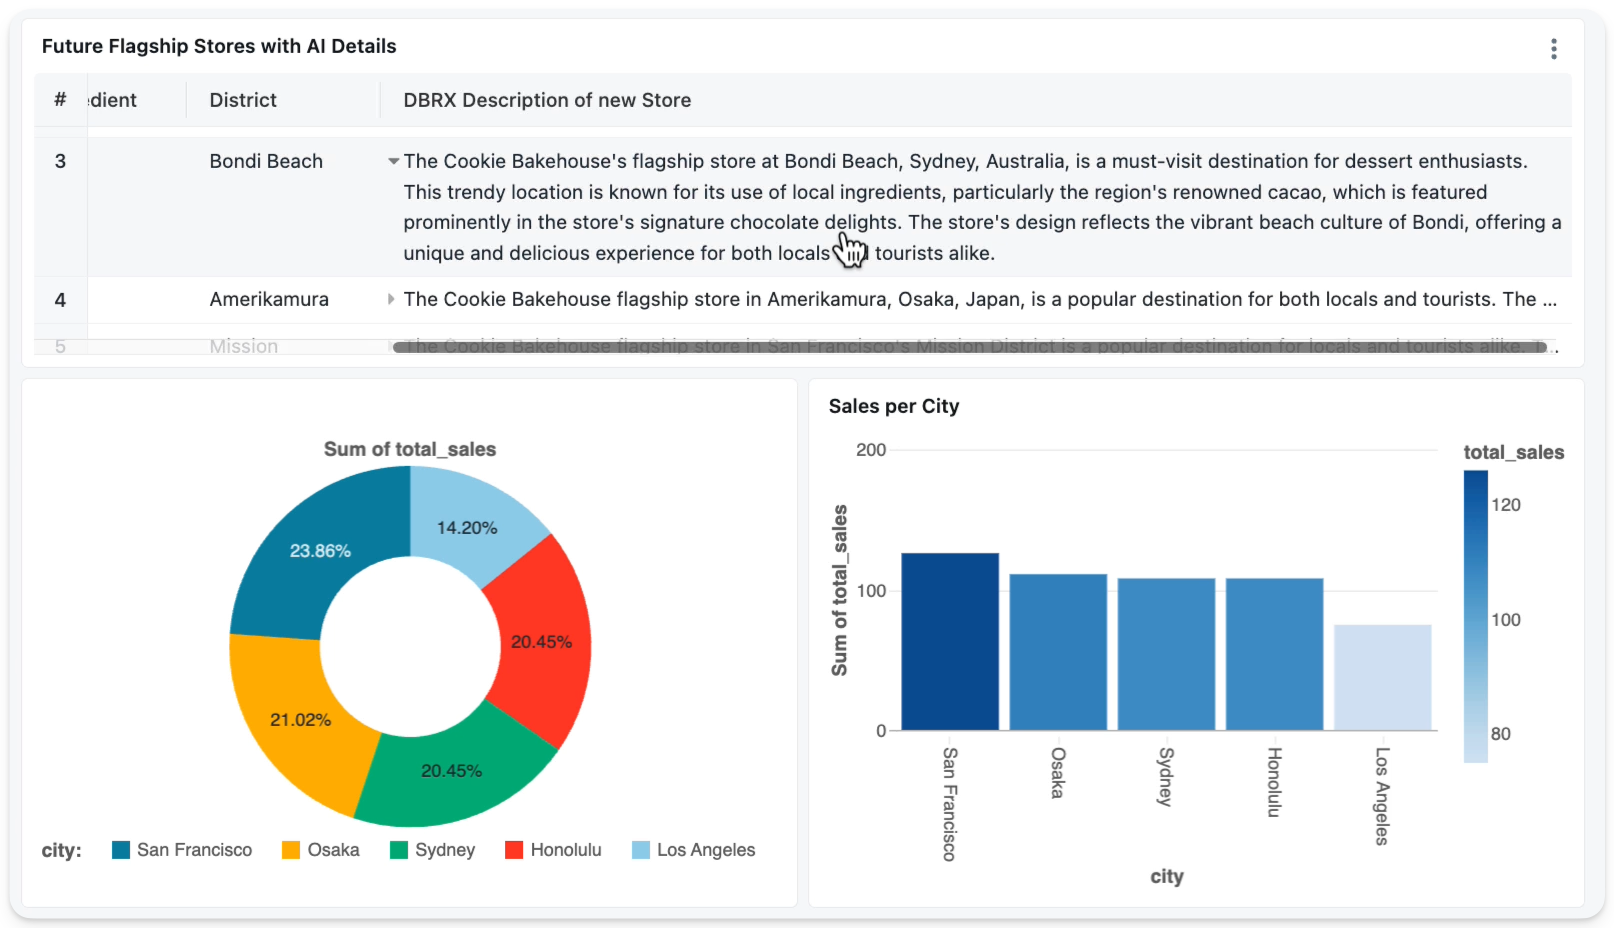 Future Flagship Stores with AI Details
# edient District DBRX Description of new Store
3 Bondi Beach The Cookie Bakehouse's flagship store at Bondi Beach, Sydney, Australia, is a must-visit destination for dessert enthusiasts.
This trendy location is known for its use of local ingredients, particularly the region's renowned cacao, which is featured
prominently in the store's signature chocolate delights. The store's design reflects the vibrant beach culture of Bondi, offering a
unique and delicious experience for both locals tourists alike.
4 Amerikamura The Cookie Bakehouse flagship store in Amerikamura, Osaka, Japan, is a popular destination for both locals and tourists. The ...
5 Mission The Cookie Bakehouse flagship store in San Francisco's Mission District is a popular destination for locals and tourists alike. T...
Sum of total_sales
14.20%
23.86%
20.45%
21.02%
20.45%
city: San Francisco Osaka Sydney Honolulu Los Angeles
Sales per City
200
100
0
Sum of total_sales
San Francisco
Osaka
Sydney
Honolulu
Los Angeles
city
total_sales
120
100
80